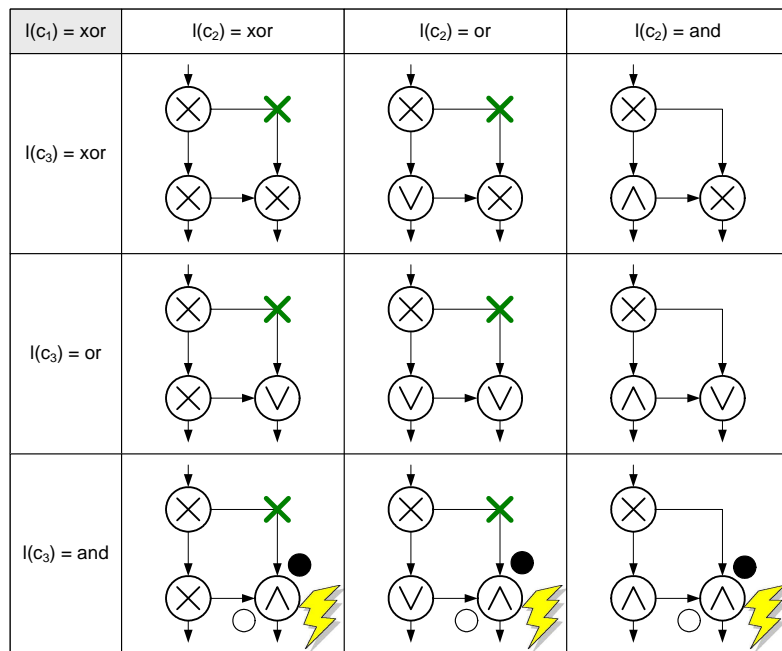 l(c₁) = xor
l(c₂) = xor
l(c₂) = or
l(c₂) = and
l(c₃) = xor
l(c₃) = or
l(c₃) = and